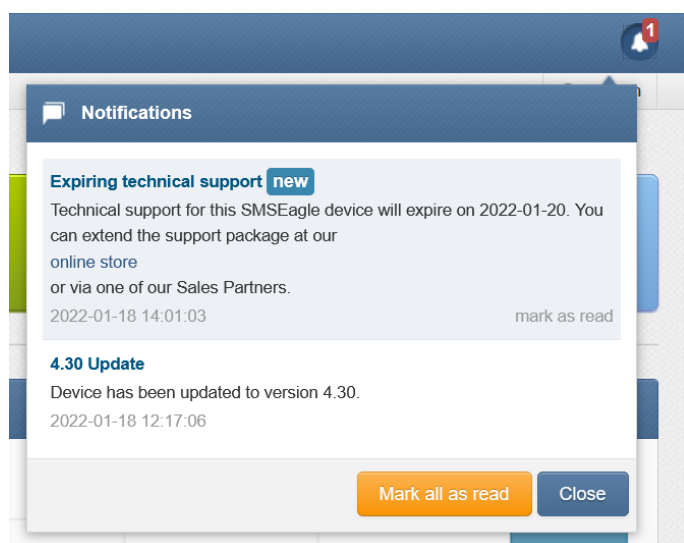 1
Notifications
Expiring technical support new
Technical support for this SMSEagle device will expire on 2022-01-20. You
can extend the support package at our
online store
or via one of our Sales Partners.
2022-01-18 14:01:03 mark as read
4.30 Update
Device has been updated to version 4.30.
2022-01-18 12:17:06
Mark all as read Close